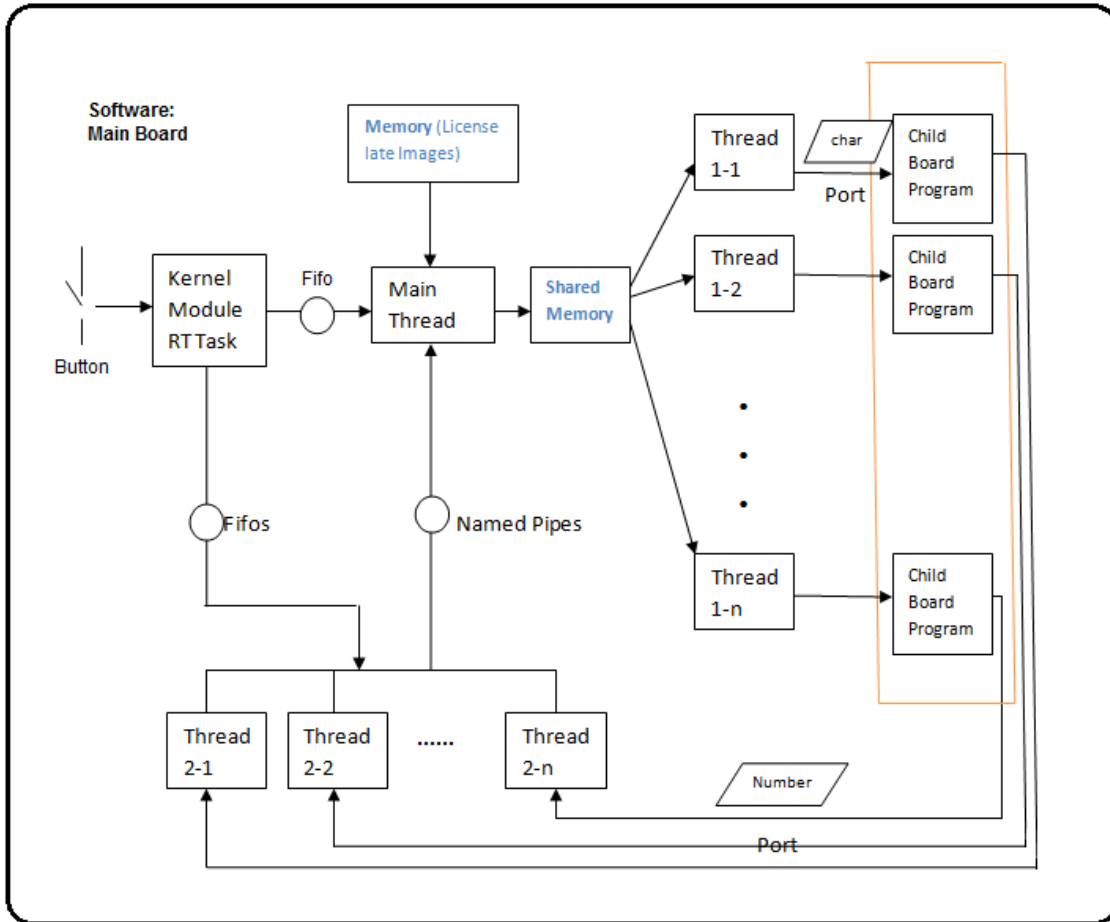 Software:
Main Board
Memory (License
late Images)
Thread
1-1
char
Child
Board
Program
Port
Kernel
Module
RT Task
Fifo
Main
Thread
Shared
Memory
Thread
1-2
Child
Board
Program
Button
Fifos
Named Pipes
Thread
1-n
Child
Board
Program
Thread
2-1
Thread
2-2
......
Thread
2-n
Number
Port